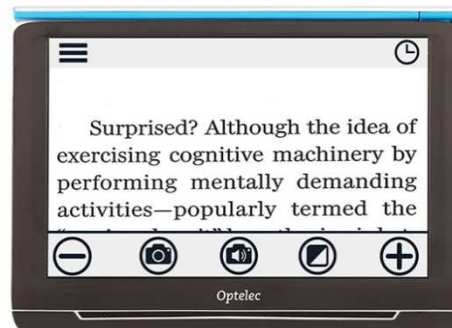 Surprised? Although the idea of
exercising cognitive machinery by
performing mentally demanding
activities—popularly termed the
Optelec